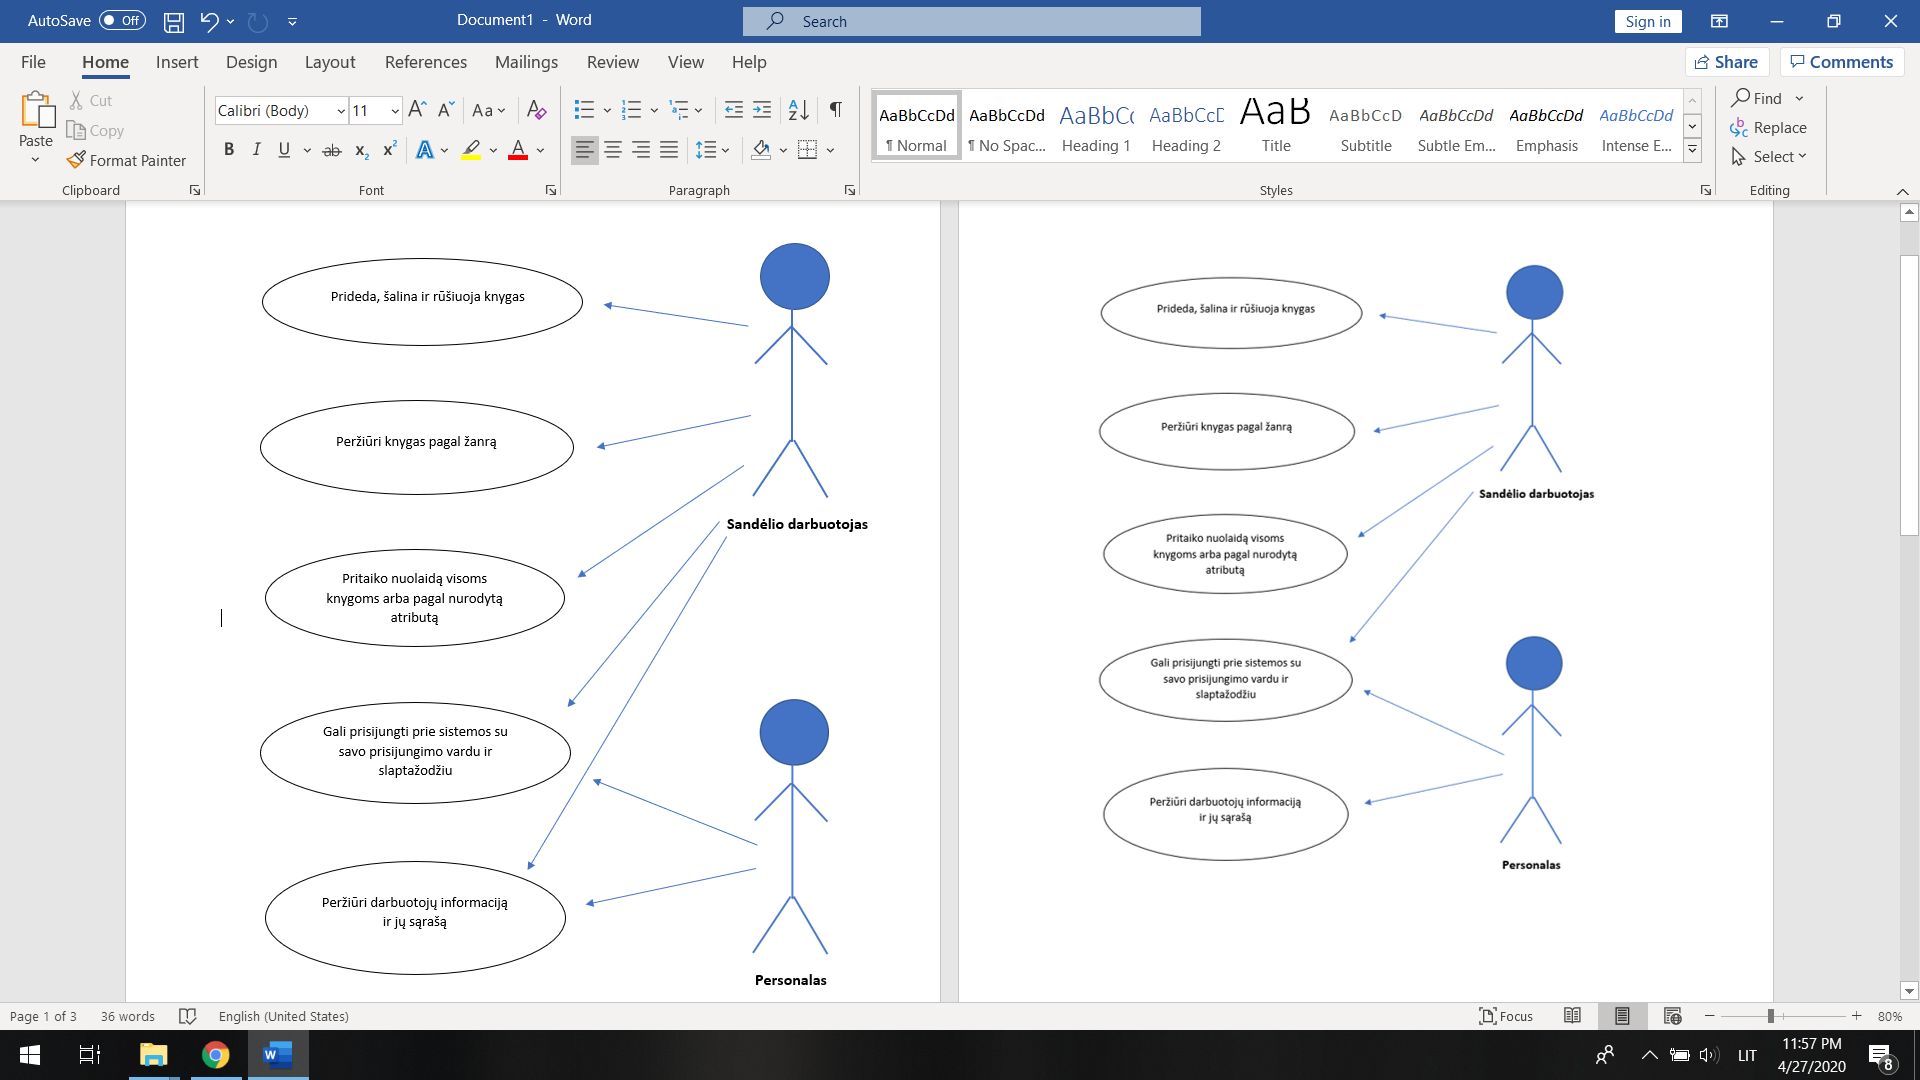 AutoSave Off
Document1 - Word
Search
Sign in
File Home Insert Design Layout References Mailings Review View Help
Share Comments
Paste
Cut
Copy
Format Painter
Clipboard
Calibri (Body) 11
Font
Paragraph
AaBbCcDd
¶ Normal
AaBbCcDd
¶ No Spac...
AaBbCc
Heading 1
AaBbCcD
Heading 2
AaB
Title
AaBbCcD
Subtitle
AaBbCcDd
Subtle Em...
AaBbCcDd
Emphasis
AaBbCcDd
Intense E...
Styles
Find
Replace
Select
Editing
Prideda, šalina ir rūšiuoja knygas
Peržiūri knygas pagal žanrą
Sandėlio darbuotojas
Pritaiko nuolaidą visoms
knygoms arba pagal nurodytą
atributą
Gali prisijungti prie sistemos su
savo prisijungimo vardu ir
slaptažodžiu
Peržiūri darbuotojų informaciją
ir jų sąrašą
Personalas
Prideda, šalina ir rūšiuoja knygas
Peržiūri knygas pagal žanrą
Sandėlio darbuotojas
Pritaiko nuolaidą visoms
knygoms arba pagal nurodytą
atributą
Gali prisijungti prie sistemos su
savo prisijungimo vardu ir
slaptažodžiu
Peržiūri darbuotojų informaciją
ir jų sąrašą
Personalas
Page 1 of 3 36 words English (United States)
Focus
80%
LIT
11:57 PM
4/27/2020
8